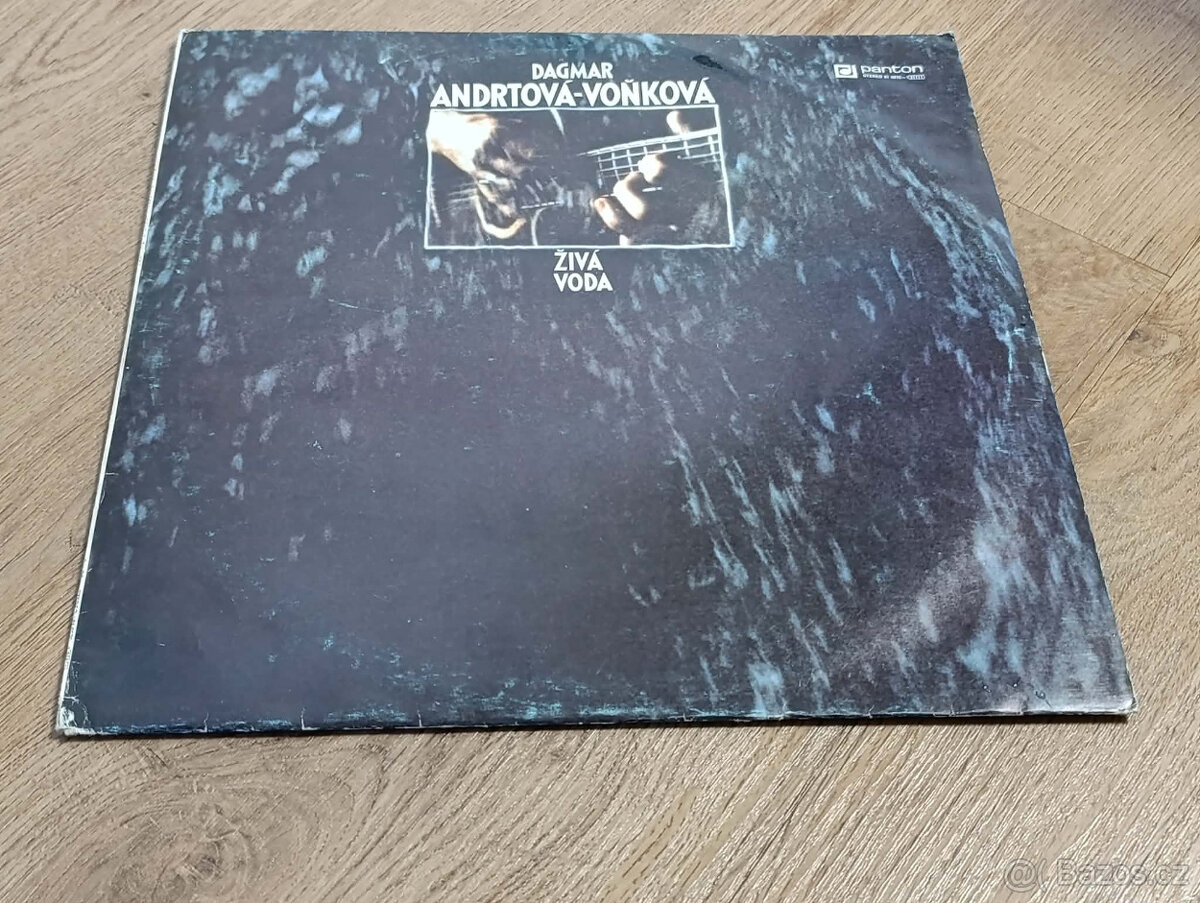 DAGMAR
ANDRTOVÁ-VOŇKOVÁ
panton
ŽIVÁ
VODA
@ Bazos.cz